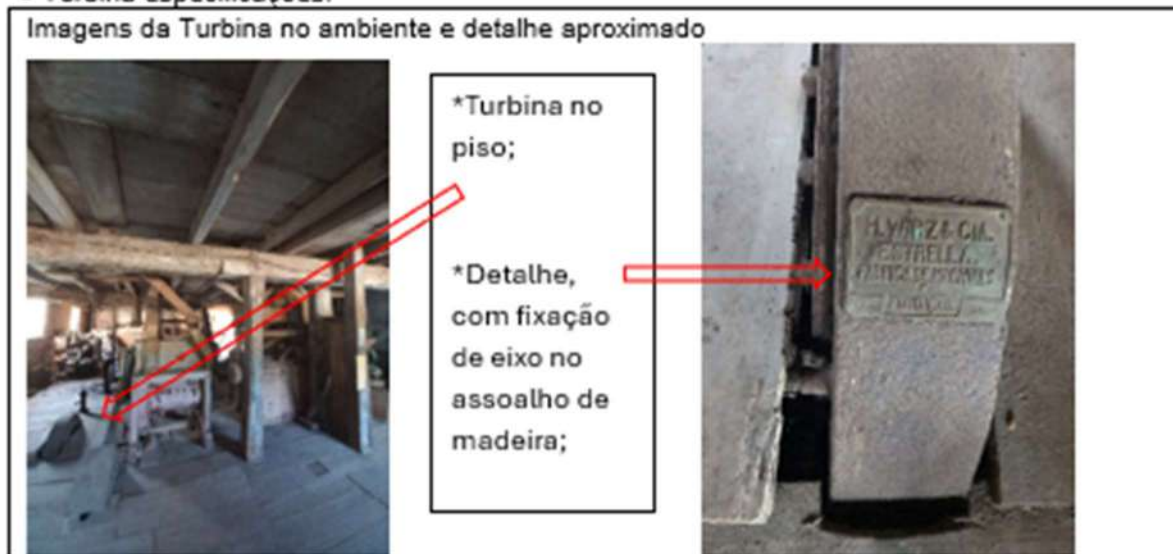 Imagens da Turbina no ambiente e detalhe aproximado
*Turbina no
piso;
*Detalhe,
com fixação
de eixo no
assoalho de
madeira;
& CIA.
ESTRELLA